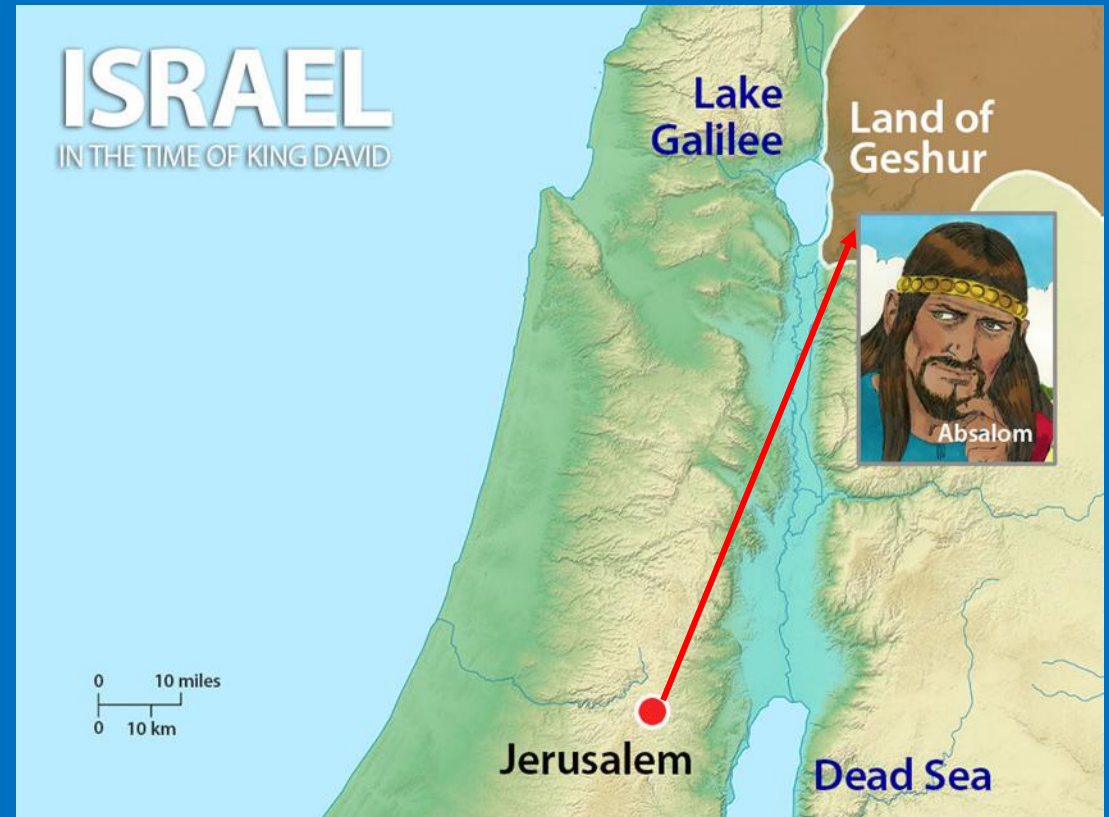 ISRAEL
IN THE TIME OF KING DAVID
Lake
Galilee
Land of
Geshur
Absalom
0 10 miles
0 10 km
Jerusalem
Dead Sea